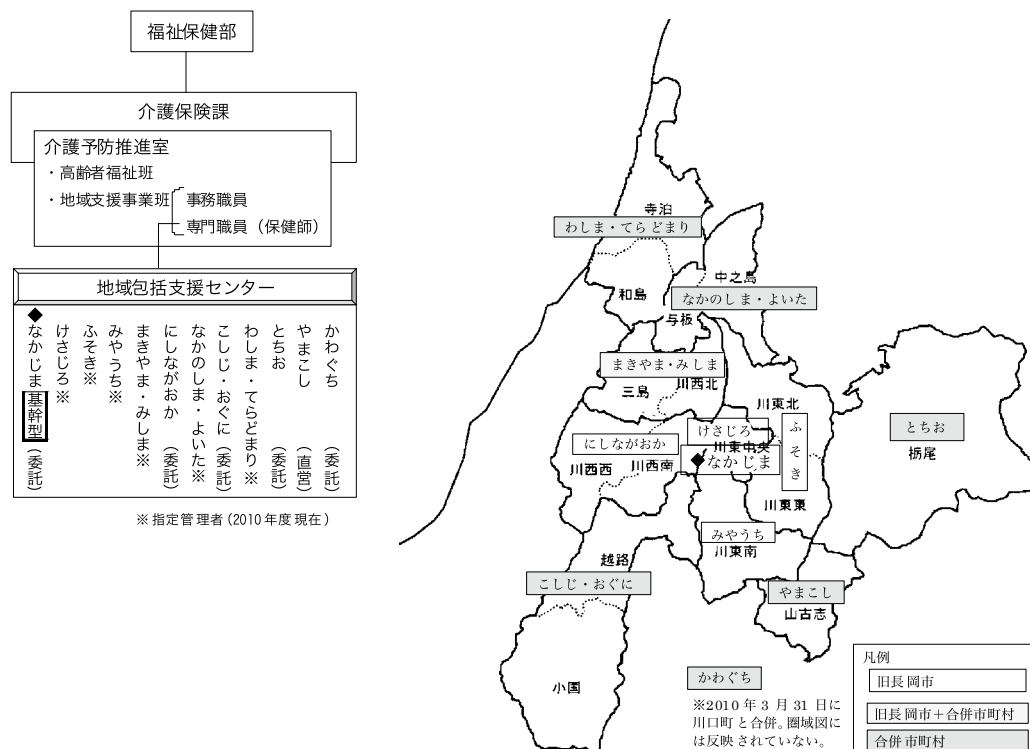 福祉保健部
介護保険課
介護予防推進室
・高齢者福祉班
・地域支援事業班
事務職員
専門職員(保健師)
地域包括支援センター
かわぐち (委託)
やまこし (直営)
とちお (委託)
わしま・てらどまり※
こしじ・おぐに(委託)
なかのしま・よいた※
にしながおか (委託)
まきやま・みしま※
みやうち※
ふそき※
けさじろ※
◆なかじま 基幹型 (委託)
※指定管理者(2010年度現在)
寺泊
わしま・てらどまり
中之島
和島
なかのしま・よいた
与板
まきやま・みしま
三島
川西北
川東北
けさじろ
ふそき
とちお
栃尾
にしながおか
川東中央
川西西
川西南
◆なかじま
川東東
みやうち
川東南
越路
こしじ・おぐに
やまこし
山古志
小国
かわぐち
※2010年3月31日に
川口町と合併。圏域図に
は反映されていない。
凡例
旧長岡市
旧長岡市+合併市町村
合併市町村